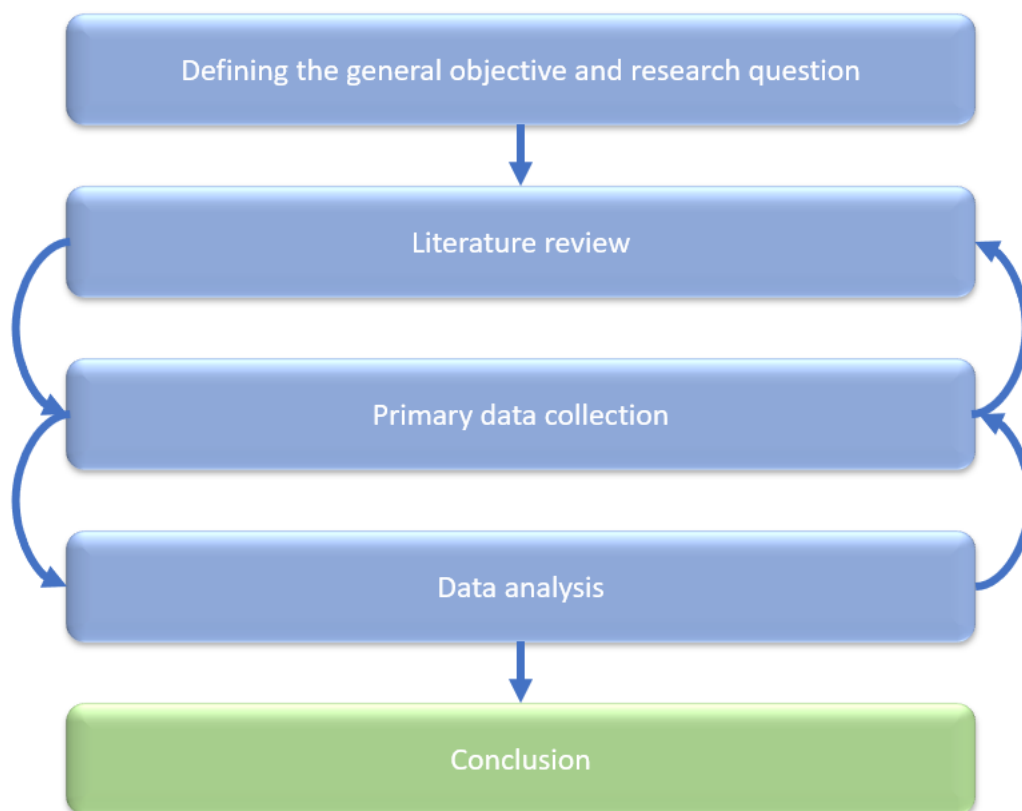 Defining the general objective and research question
Literature review
Primary data collection
Data analysis
Conclusion